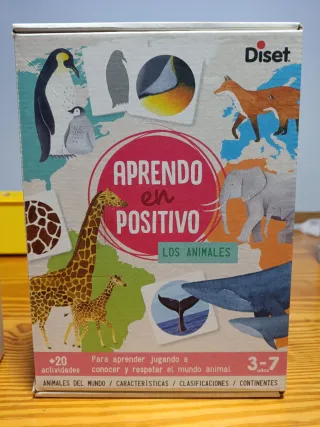 Diset
APRENDO
en
POSITIVO
LOS ANIMALES
+20
actividades
Para aprender jugando a
conocer y respetar el mundo animal
3-7
años
ANIMALES DEL MUNDO / CARACTERÍSTICAS / CLASIFICACIONES / CONTINENTES